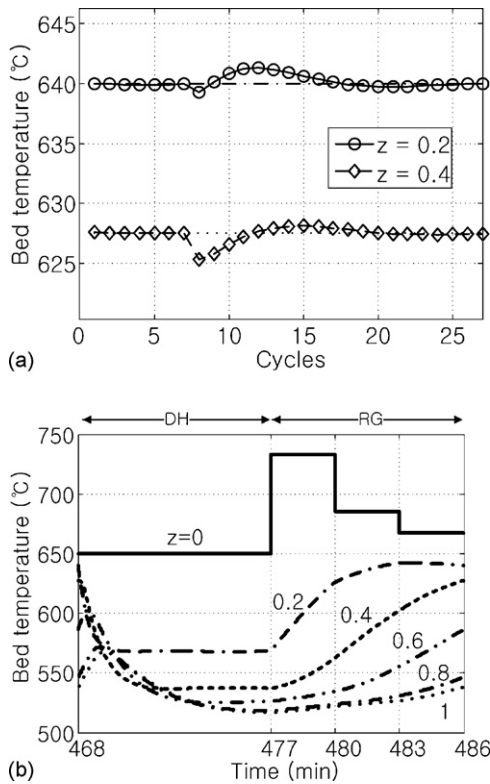 645
640
635
630
625
Bed temperature (℃)
z = 0.2
z = 0.4
0 5 10 15 20 25
Cycles
(a)
DH RG
750
700
650
600
550
500
Bed temperature (℃)
z=0
0.2
0.4
0.6
0.8
1
468 477 480 483 486
Time (min)
(b)